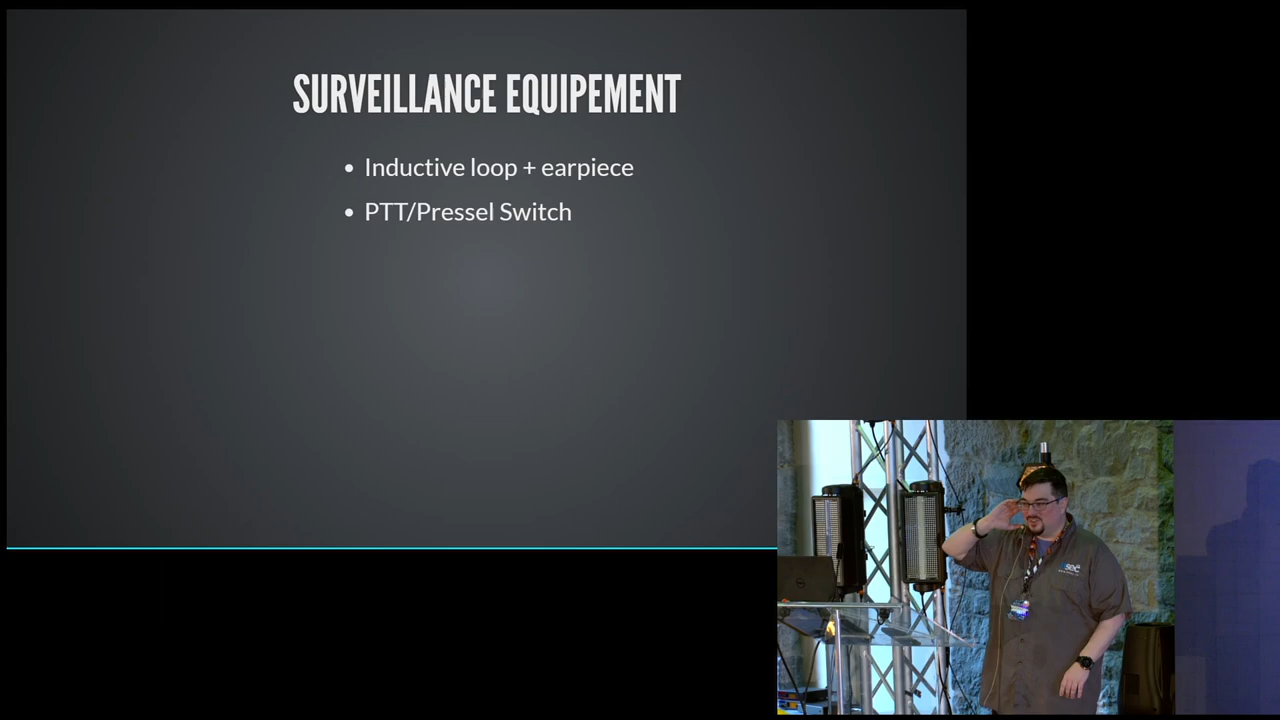 SURVEILLANCE EQUIPEMENT
• Inductive loop + earpiece
• PTT/Pressel Switch